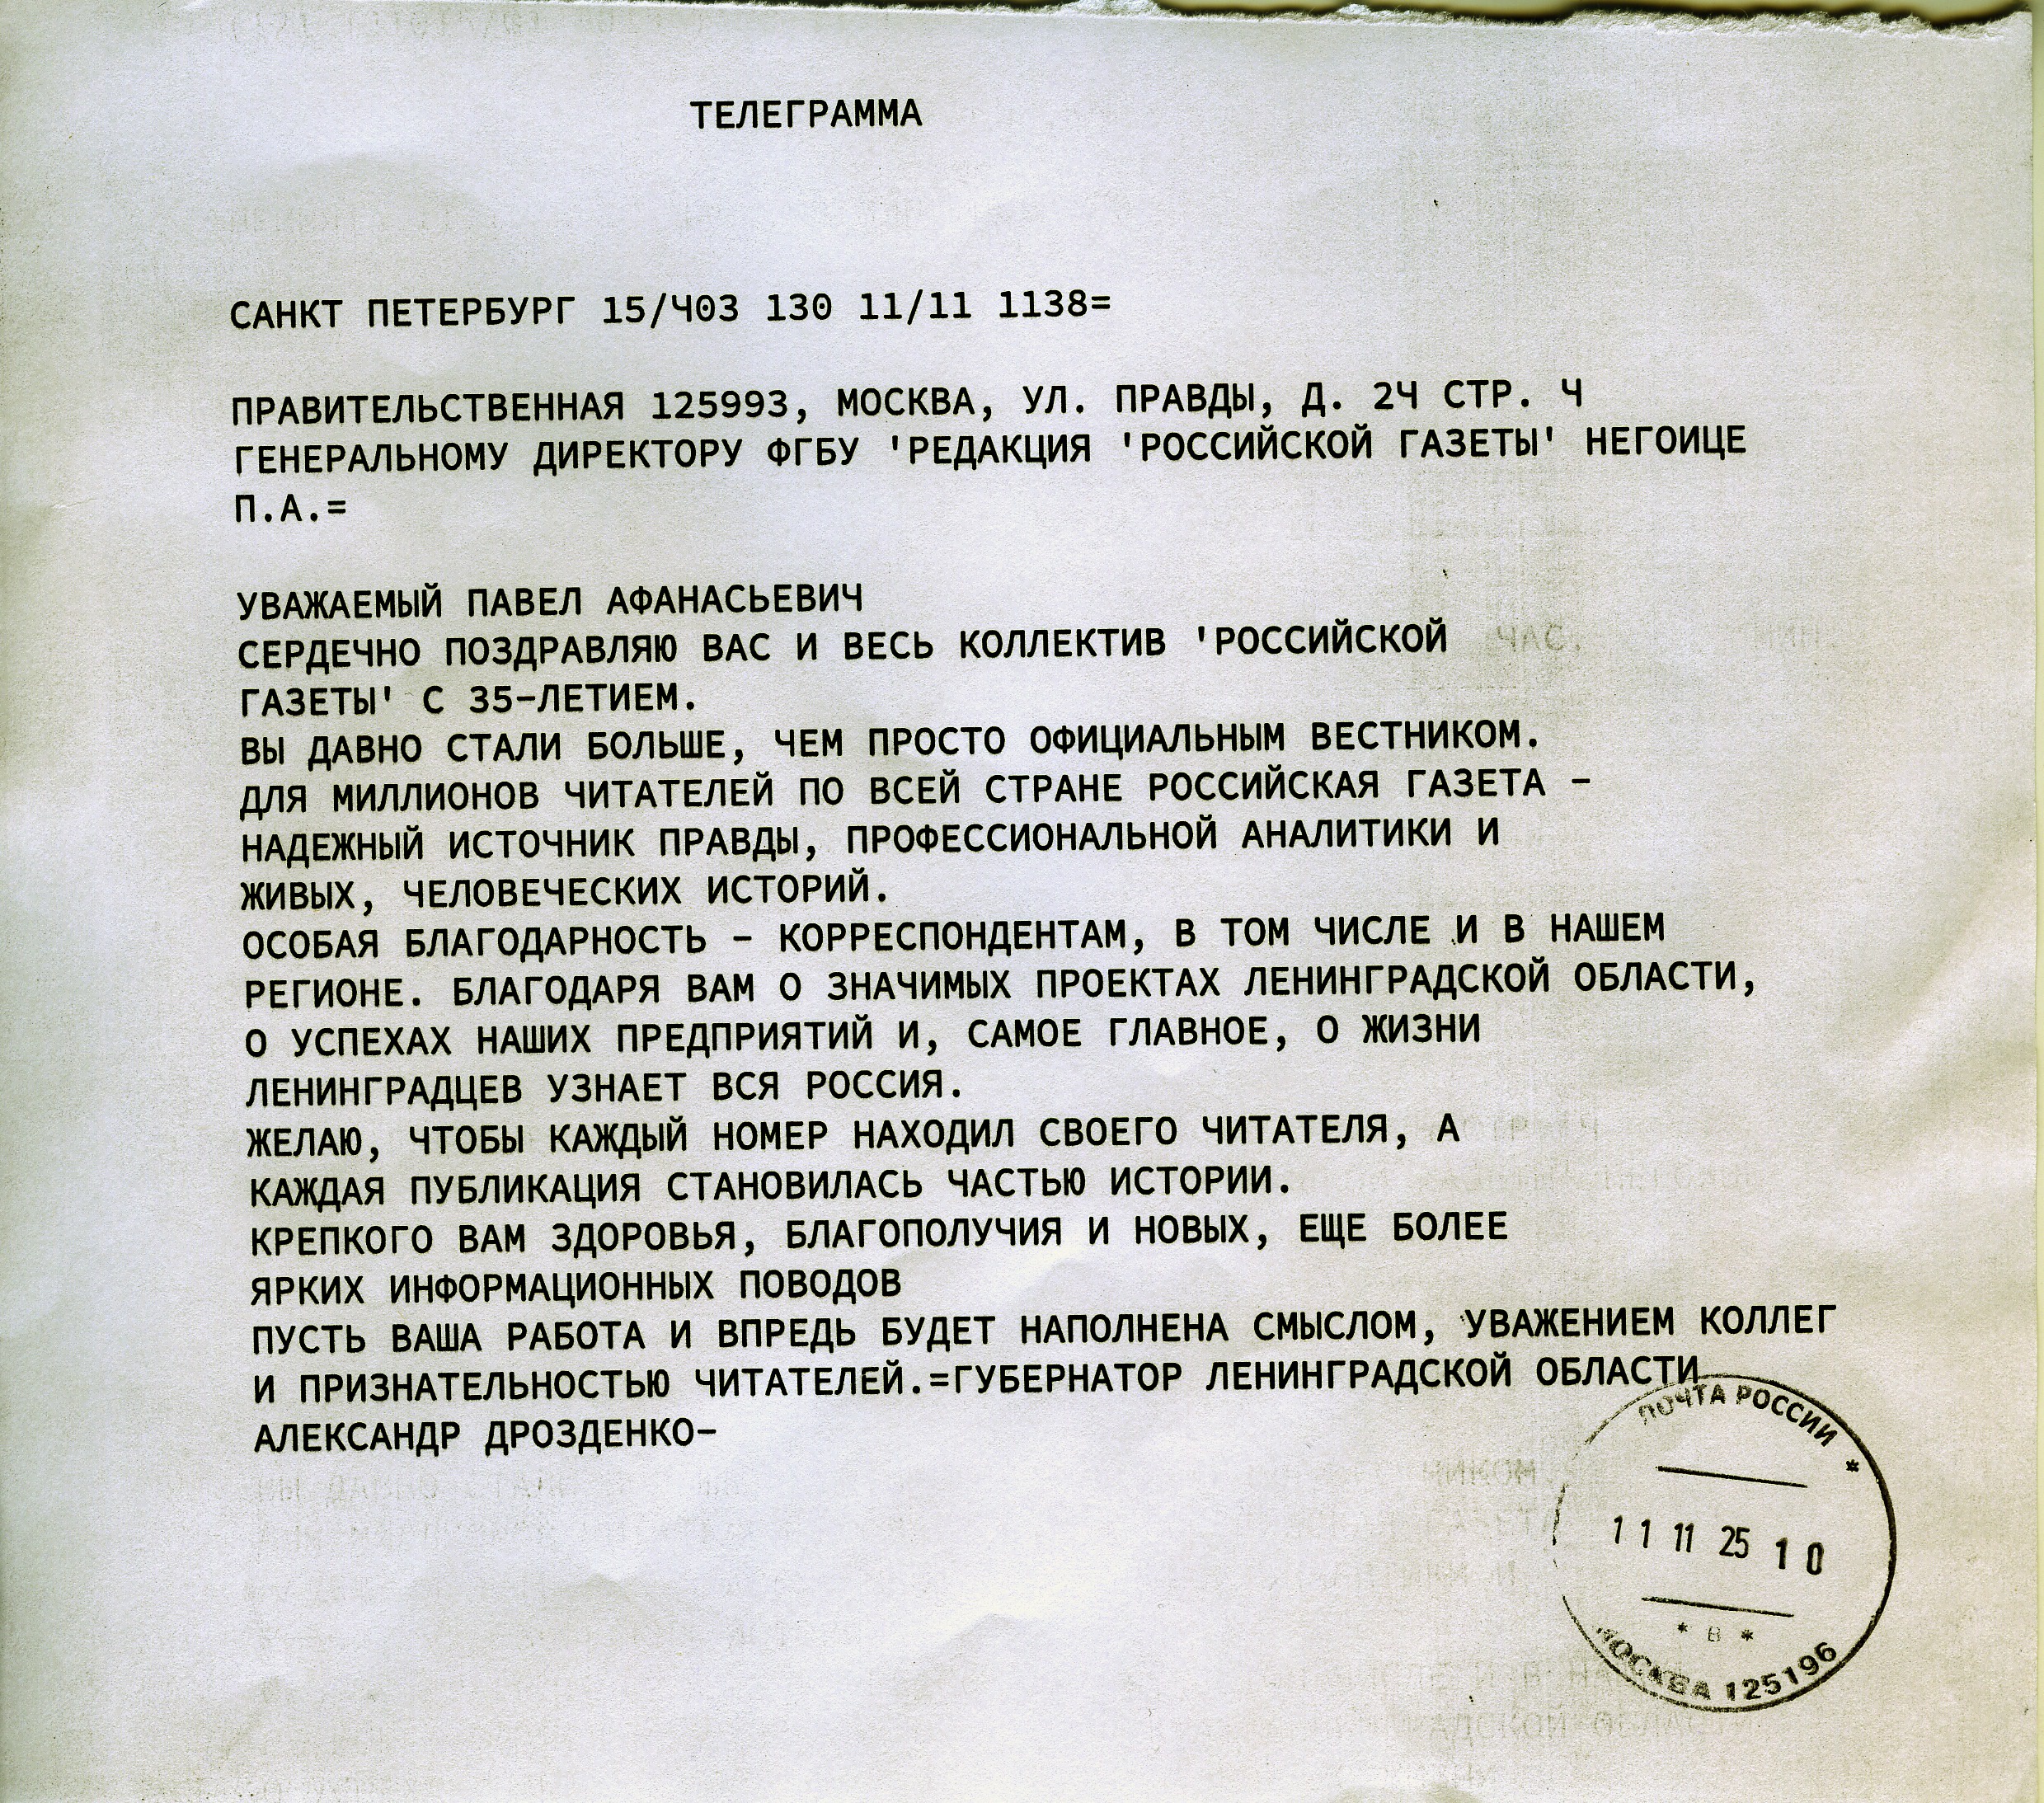 ТЕЛЕГРАММА
САНКТ ПЕТЕРБУРГ 15/Ч03 130 11/11 1138=
ПРАВИТЕЛЬСТВЕННАЯ 125993, МОСКВА, УЛ. ПРАВДЫ, Д. 2Ч СТР. Ч
ГЕНЕРАЛЬНОМУ ДИРЕКТОРУ ФГБУ 'РЕДАКЦИЯ 'РОССИЙСКОЙ ГАЗЕТЫ' НЕГОИЦЕ
П.А.=
УВАЖАЕМЫЙ ПАВЕЛ АФАНАСЬЕВИЧ
СЕРДЕЧНО ПОЗДРАВЛЯЮ ВАС И ВЕСЬ КОЛЛЕКТИВ 'РОССИЙСКОЙ
ГАЗЕТЫ' С 35-ЛЕТИЕМ.
ВЫ ДАВНО СТАЛИ БОЛЬШЕ, ЧЕМ ПРОСТО ОФИЦИАЛЬНЫМ ВЕСТНИКОМ.
ДЛЯ МИЛЛИОНОВ ЧИТАТЕЛЕЙ ПО ВСЕЙ СТРАНЕ РОССИЙСКАЯ ГАЗЕТА -
НАДЕЖНЫЙ ИСТОЧНИК ПРАВДЫ, ПРОФЕССИОНАЛЬНОЙ АНАЛИТИКИ И
ЖИВЫХ, ЧЕЛОВЕЧЕСКИХ ИСТОРИЙ.
ОСОБАЯ БЛАГОДАРНОСТЬ - КОРРЕСПОНДЕНТАМ, В ТОМ ЧИСЛЕ И В НАШЕМ
РЕГИОНЕ. БЛАГОДАРЯ ВАМ О ЗНАЧИМЫХ ПРОЕКТАХ ЛЕНИНГРАДСКОЙ ОБЛАСТИ,
О УСПЕХАХ НАШИХ ПРЕДПРИЯТИЙ И, САМОЕ ГЛАВНОЕ, О ЖИЗНИ
ЛЕНИНГРАДЦЕВ УЗНАЕТ ВСЯ РОССИЯ.
ЖЕЛАЮ, ЧТОБЫ КАЖДЫЙ НОМЕР НАХОДИЛ СВОЕГО ЧИТАТЕЛЯ, А
КАЖДАЯ ПУБЛИКАЦИЯ СТАНОВИЛАСЬ ЧАСТЬЮ ИСТОРИИ.
КРЕПКОГО ВАМ ЗДОРОВЬЯ, БЛАГОПОЛУЧИЯ И НОВЫХ, ЕЩЕ БОЛЕЕ
ЯРКИХ ИНФОРМАЦИОННЫХ ПОВОДОВ
ПУСТЬ ВАША РАБОТА И ВПРЕДЬ БУДЕТ НАПОЛНЕНА СМЫСЛОМ, УВАЖЕНИЕМ КОЛЛЕГ
И ПРИЗНАТЕЛЬНОСТЬЮ ЧИТАТЕЛЕЙ.=ГУБЕРНАТОР ЛЕНИНГРАДСКОЙ ОБЛАСТИ
АЛЕКСАНДР ДРОЗДЕНКО-
ПОЧТА РОССИИ *
11 11 25 10
* В *
МОСКВА 125196